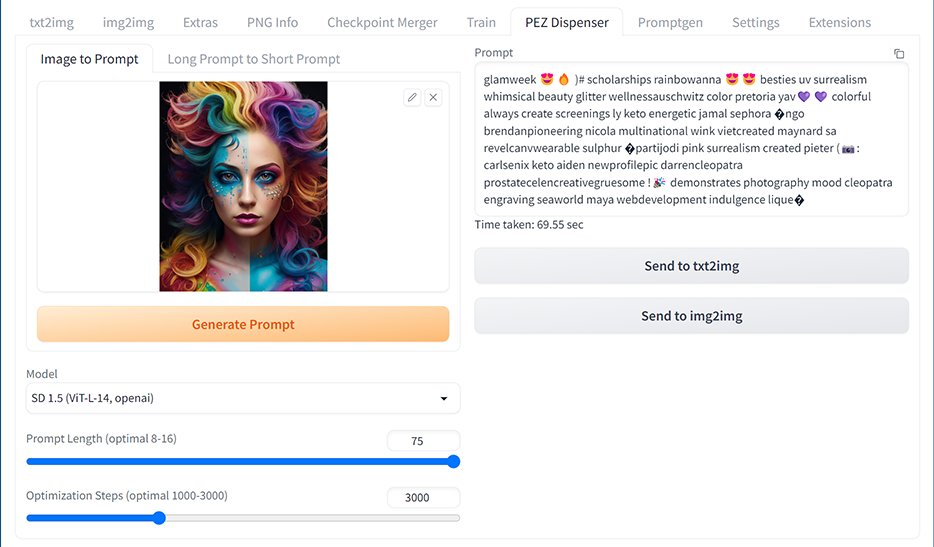 txt2img img2img Extras PNG Info Checkpoint Merger Train PEZ Dispenser Promptgen Settings Extensions
Image to Prompt Long Prompt to Short Prompt
Generate Prompt
Model
SD 1.5 (ViT-L-14, openai)
Prompt Length (optimal 8-16) 75
Optimization Steps (optimal 1000-3000) 3000
Prompt
glamweek 😍 🔥 )# scholarships rainbowanna 😍 😍 besties uv surrealism
whimsical beauty glitter wellnessauschwitz color pretoria yav💜 💜 colorful
always create screenings ly keto energetic jamal sephora �ngo
brendanpioneering nicola multinational wink vietcreated maynard sa
revelcanvwearable sulphur �partijodi pink surrealism created pieter ( 📷 :
carlsenix keto aiden newprofilepic darrencleopatra
prostatecelencreativegruesome ! 🎉 demonstrates photography mood cleopatra
engraving seaworld maya webdevelopment indulgence lique�
Time taken: 69.55 sec
Send to txt2img
Send to img2img